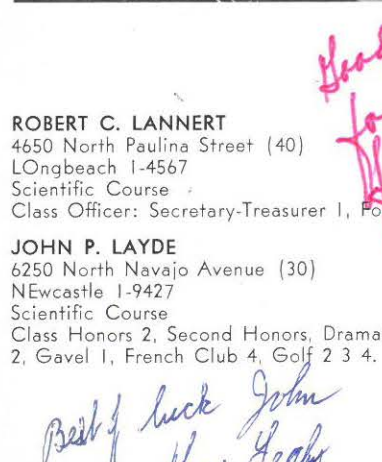 Good
ROBERT C. LANNERT
4650 North Paulina Street (40)
LOngbeach 1-4567
Scientific Course
Class Officer: Secretary-Treasurer 1, Fo
JOHN P. LAYDE
6250 North Navajo Avenue (30)
NEwcastle 1-9427
Scientific Course
Class Honors 2, Second Honors, Drama
2, Gavel 1, French Club 4, Golf 2 3 4.
Best of luck John